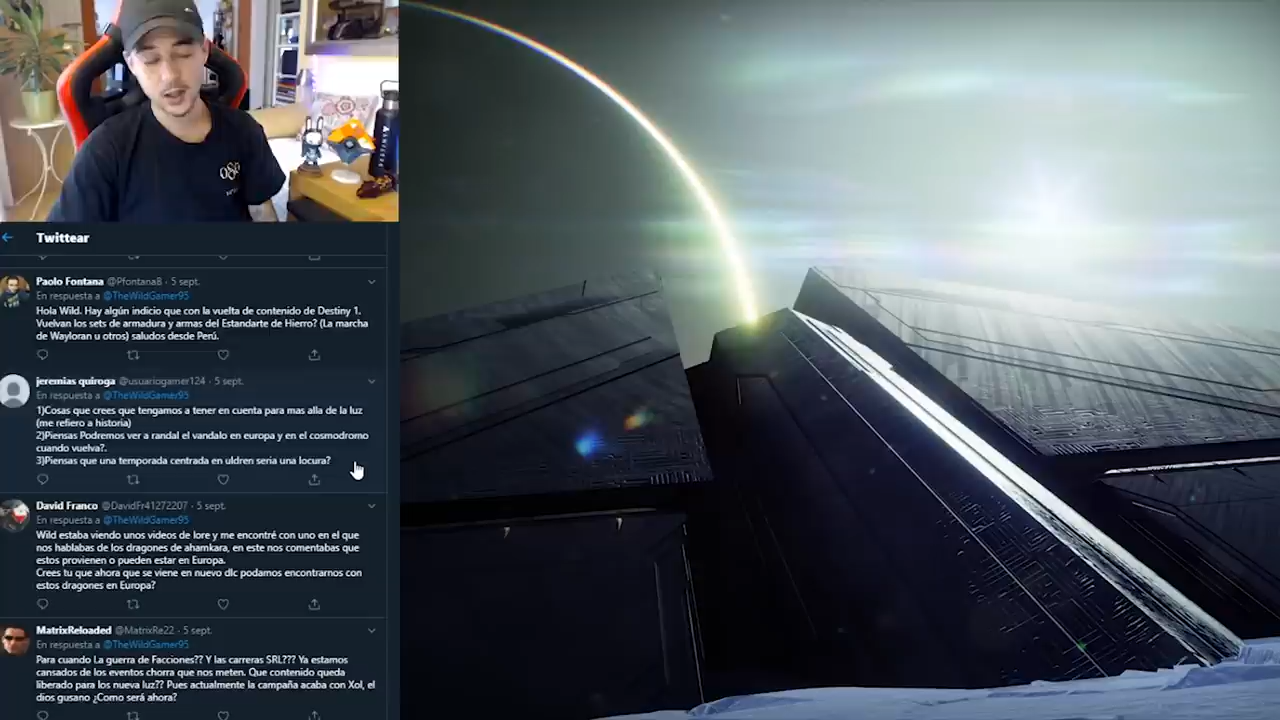 Twittear
Paolo Fontana @Pfontana8 · 5 sept.
En respuesta a @TheWildGamer95
Hola Wild. Hay algún indicio que con la vuelta de contenido de Destiny 1.
Vuelvan los sets de armadura y armas del Estandarte de Hierro? (La marcha
de Wayloran u otros) saludos desde Perú.
jeremias quiroga @usuariogamer124 · 5 sept.
En respuesta a @TheWildGamer95
1)Cosas que crees que tengamos a tener en cuenta para mas alla de la luz
(me refiero a historia)
2)Piensas Podremos ver a randal el vandalo en europa y en el cosmodromo
cuando vuelva?.
3)Piensas que una temporada centrada en uldren seria una locura?
David Franco @DavidFr41272207 · 5 sept.
En respuesta a @TheWildGamer95
Wild estaba viendo unos videos de lore y me encontré con uno en el que
nos hablabas de los dragones de ahamkara, en este nos comentabas que
estos provienen o pueden estar en Europa.
Crees tu que ahora que se viene en nuevo dlc podamos encontrarnos con
estos dragones en Europa?
MatrixReloaded @MatrixRe22 · 5 sept.
En respuesta a @TheWildGamer95
Para cuando La guerra de Facciones?? Y las carreras SRL??? Ya estamos
cansados de los eventos chorra que nos meten. Que contenido queda
liberado para los nueva luz?? Pues actualmente la campaña acaba con Xol, el
dios gusano ¿Como será ahora?